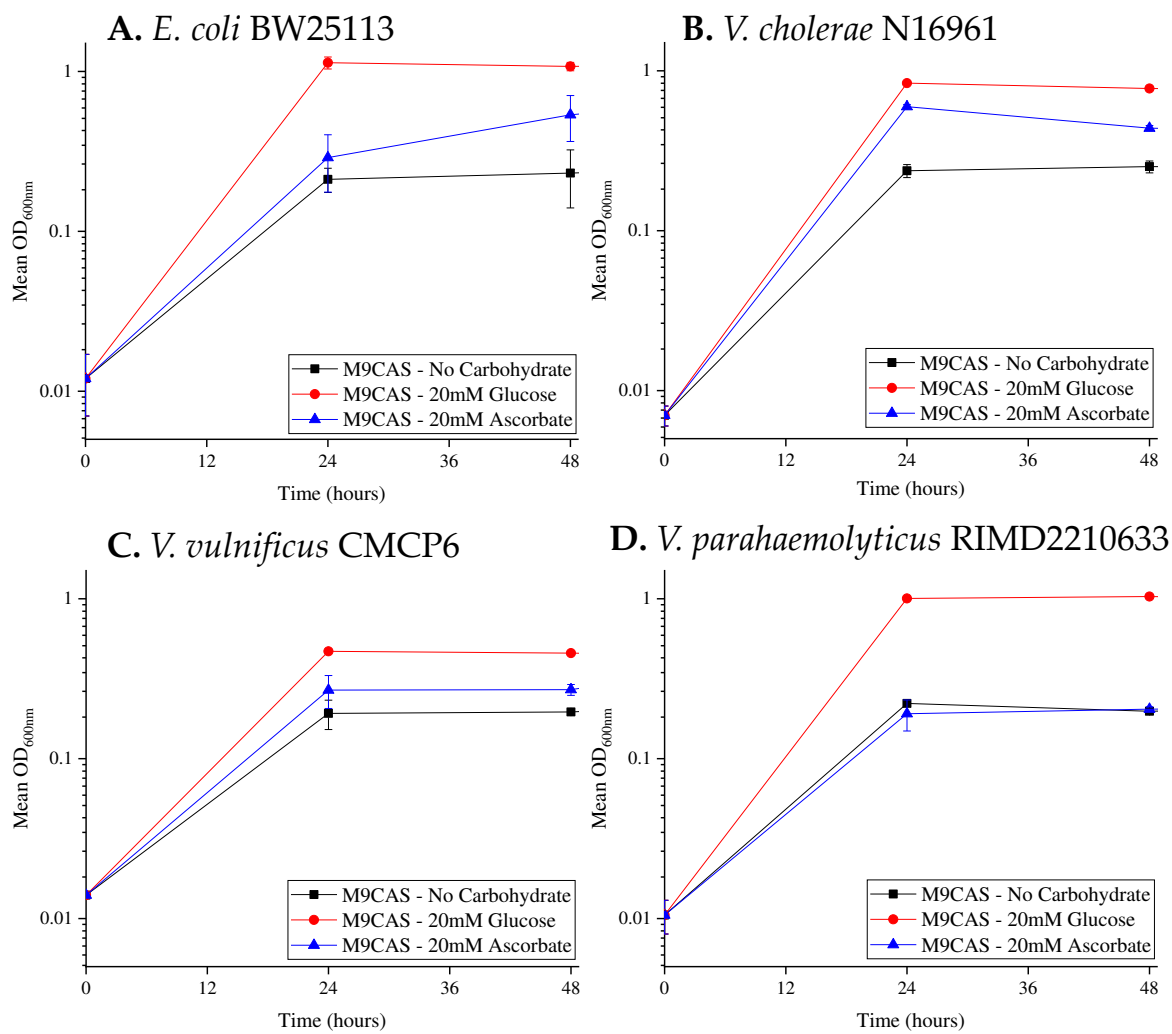 A. E. coli BW25113
Mean OD600nm
1
0.1
0.01
M9CAS - No Carbohydrate
M9CAS - 20mM Glucose
M9CAS - 20mM Ascorbate
0 12 24 36 48
Time (hours)
B. V. cholerae N16961
Mean OD600nm
1
0.1
0.01
M9CAS - No Carbohydrate
M9CAS - 20mM Glucose
M9CAS - 20mM Ascorbate
0 12 24 36 48
Time (hours)
C. V. vulnificus CMCP6
Mean OD600nm
1
0.1
0.01
M9CAS - No Carbohydrate
M9CAS - 20mM Glucose
M9CAS - 20mM Ascorbate
0 12 24 36 48
Time (hours)
D. V. parahaemolyticus RIMD2210633
Mean OD600nm
1
0.1
0.01
M9CAS - No Carbohydrate
M9CAS - 20mM Glucose
M9CAS - 20mM Ascorbate
0 12 24 36 48
Time (hours)